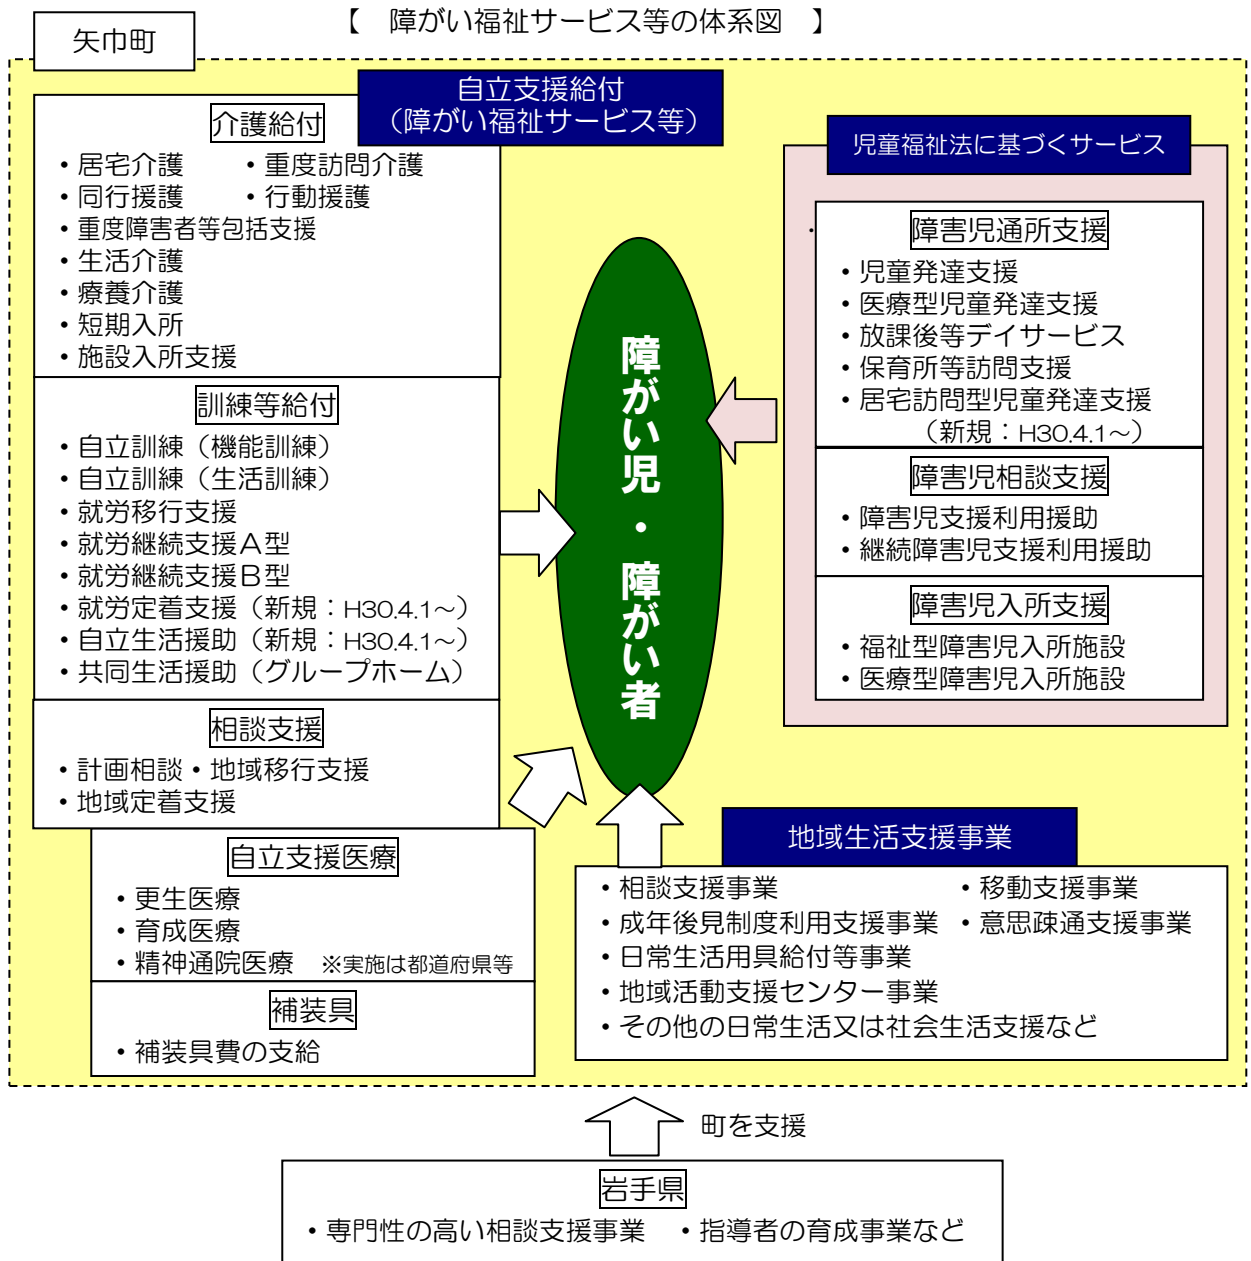 【　障がい福祉サービス等の体系図　】
矢巾町
自立支援給付
（障がい福祉サービス等）
介護給付
・居宅介護　・重度訪問介護
・同行援護　・行動援護
・重度障害者等包括支援
・生活介護
・療養介護
・短期入所
・施設入所支援
訓練等給付
・自立訓練（機能訓練）
・自立訓練（生活訓練）
・就労移行支援
・就労継続支援A型
・就労継続支援B型
・就労定着支援（新規：H30.4.1～）
・自立生活援助（新規：H30.4.1～）
・共同生活援助（グループホーム）
相談支援
・計画相談・地域移行支援
・地域定着支援
自立支援医療
・更生医療
・育成医療
・精神通院医療　※実施は都道府県等
補装具
・補装具費の支給
障がい児・障がい者
児童福祉法に基づくサービス
・
障害児通所支援
・児童発達支援
・医療型児童発達支援
・放課後等デイサービス
・保育所等訪問支援
・居宅訪問型児童発達支援
（新規：H30.4.1～）
障害児相談支援
・障害児支援利用援助
・継続障害児支援利用援助
障害児入所支援
・福祉型障害児入所施設
・医療型障害児入所施設
地域生活支援事業
・相談支援事業　・移動支援事業
・成年後見制度利用支援事業　・意思疎通支援事業
・日常生活用具給付等事業
・地域活動支援センター事業
・その他の日常生活又は社会生活支援など
町を支援
岩手県
・専門性の高い相談支援事業　・指導者の育成事業など